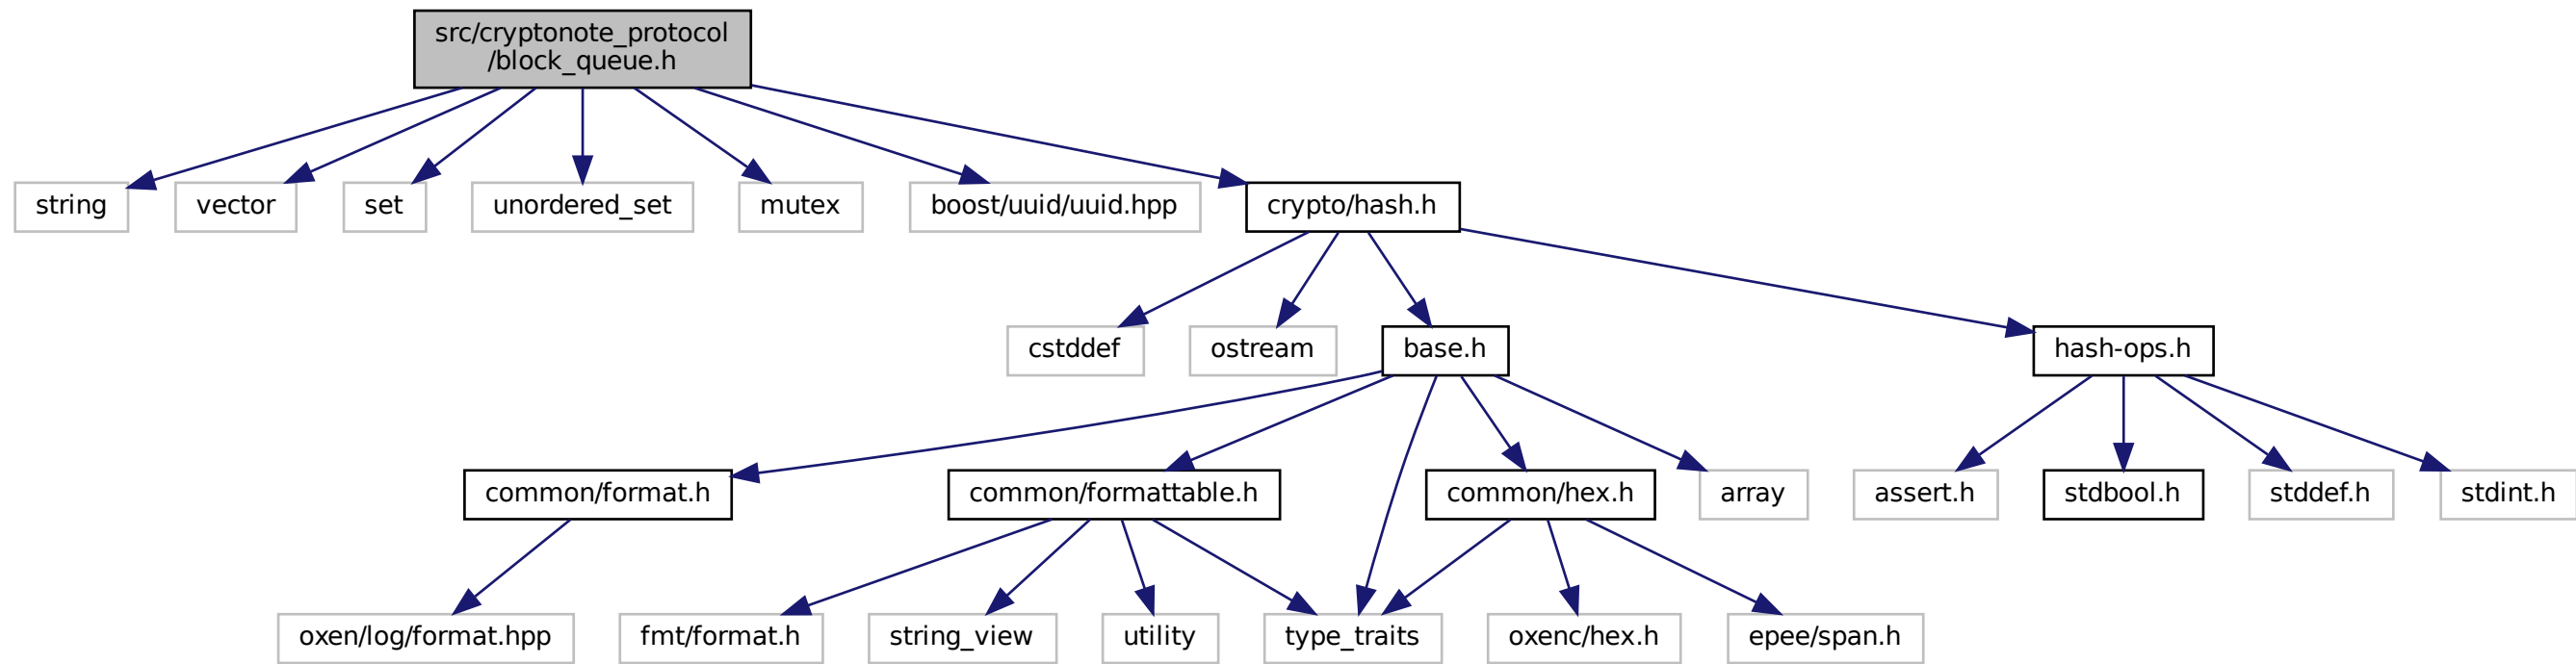 src/cryptonote_protocol
/block_queue.h
string
vector
set
unordered_set
mutex
boost/uuid/uuid.hpp
crypto/hash.h
cstddef
ostream
base.h
hash-ops.h
common/format.h
common/formattable.h
common/hex.h
array
assert.h
stdbool.h
stddef.h
stdint.h
oxen/log/format.hpp
fmt/format.h
string_view
utility
type_traits
oxenc/hex.h
epee/span.h